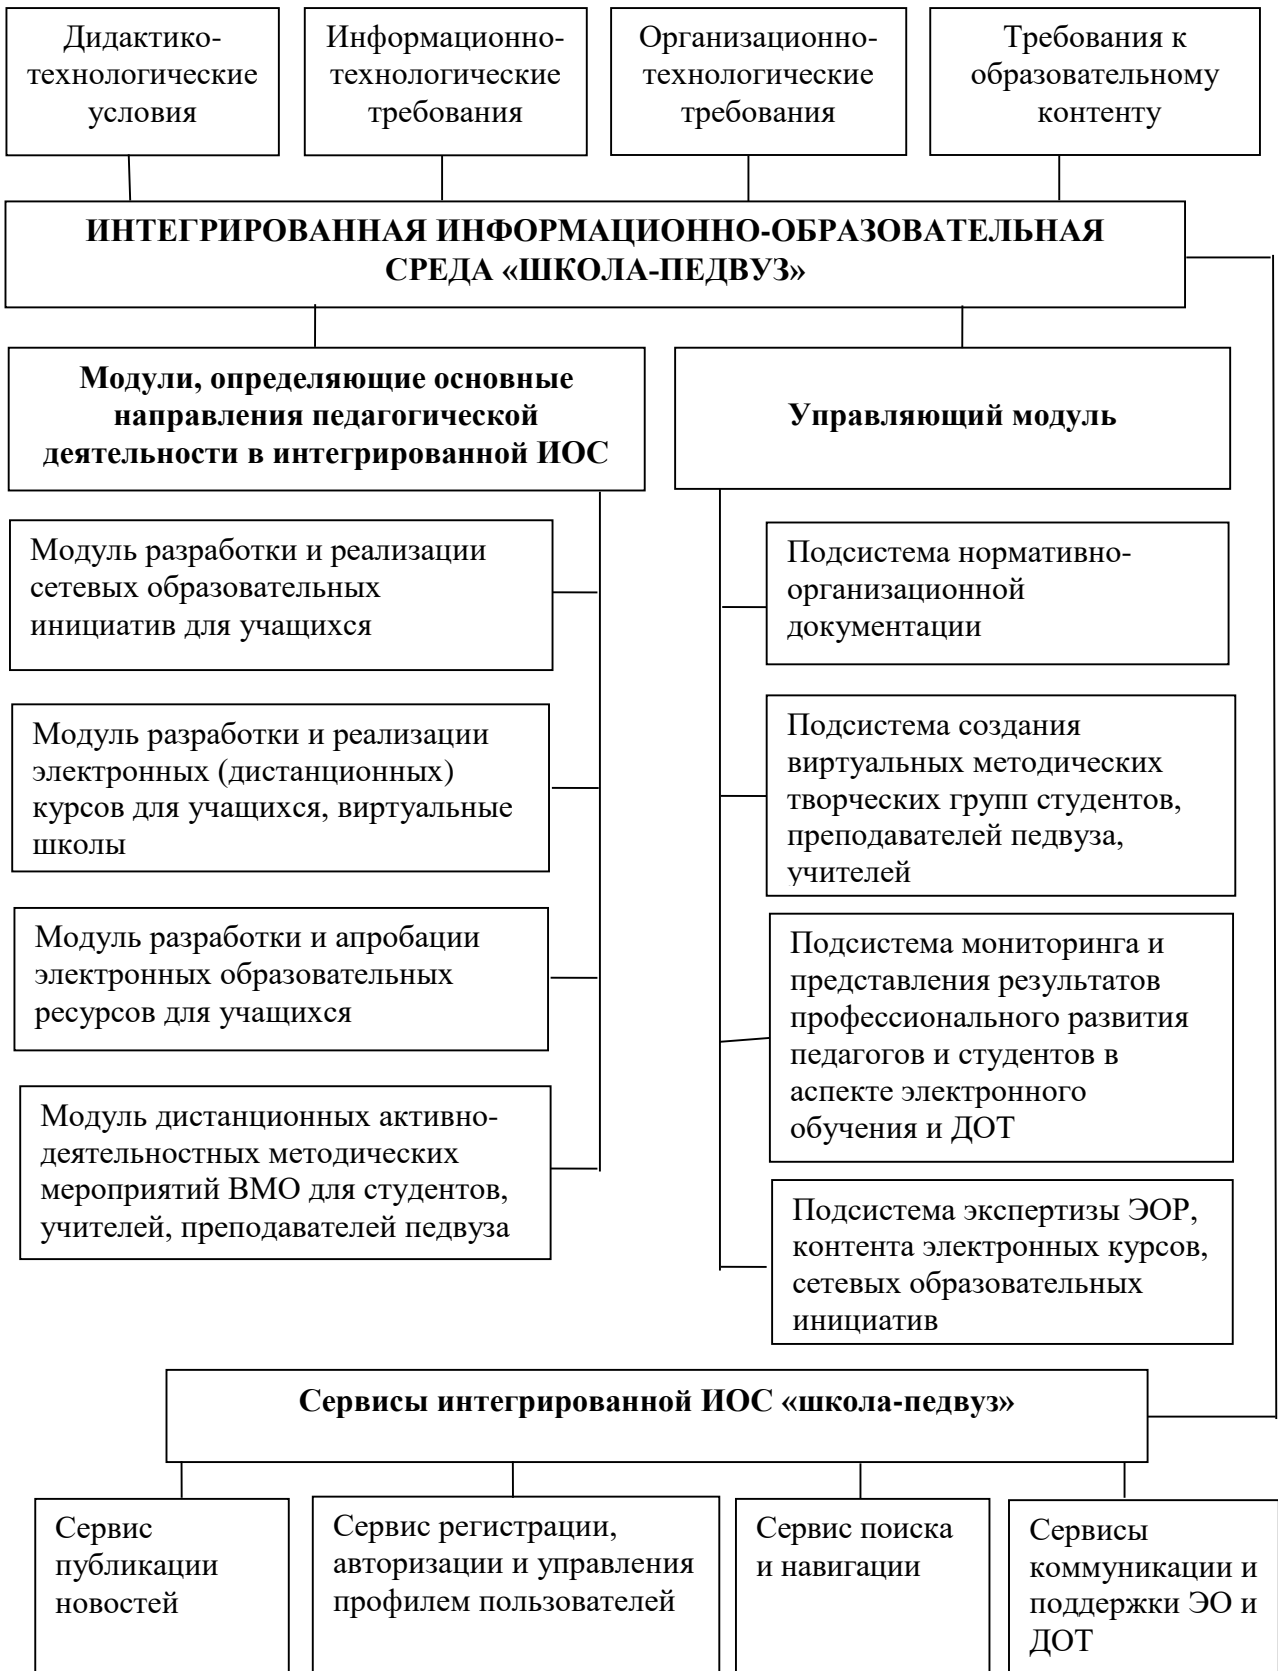 Дидактико-
технологические
условия
Информационно-
технологические
требования
Организационно-
технологические
требования
Требования к
образовательному
контенту
ИНТЕГРИРОВАННАЯ ИНФОРМАЦИОННО-ОБРАЗОВАТЕЛЬНАЯ
СРЕДА «ШКОЛА-ПЕДВУЗ»
Модули, определяющие основные
направления педагогической
деятельности в интегрированной ИОС
Модуль разработки и реализации
сетевых образовательных
инициатив для учащихся
Модуль разработки и реализации
электронных (дистанционных)
курсов для учащихся, виртуальные
школы
Модуль разработки и апробации
электронных образовательных
ресурсов для учащихся
Модуль дистанционных активно-
деятельностных методических
мероприятий ВМО для студентов,
учителей, преподавателей педвуза
Управляющий модуль
Подсистема нормативно-
организационной
документации
Подсистема создания
виртуальных методических
творческих групп студентов,
преподавателей педвуза,
учителей
Подсистема мониторинга и
представления результатов
профессионального развития
педагогов и студентов в
аспекте электронного
обучения и ДОТ
Подсистема экспертизы ЭОР,
контента электронных курсов,
сетевых образовательных
инициатив
Сервисы интегрированной ИОС «школа-педвуз»
Сервис
публикации
новостей
Сервис регистрации,
авторизации и управления
профилем пользователей
Сервис поиска
и навигации
Сервисы
коммуникации и
поддержки ЭО и
ДОТ